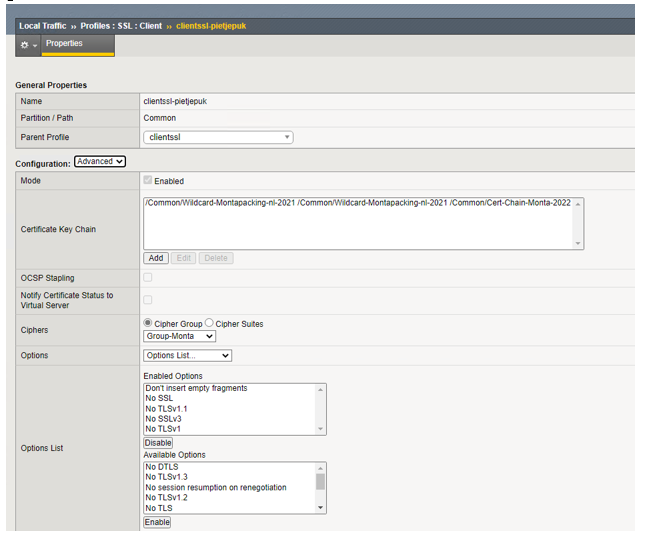 Local Traffic » Profiles : SSL : Client » clientssl-pietjepuk
Properties
General Properties
Name clientssl-pietjepuk
Partition / Path Common
Parent Profile clientssl
Configuration: Advanced
Mode Enabled
/Common/Wildcard-Montapacking-nl-2021 /Common/Wildcard-Montapacking-nl-2021 /Common/Cert-Chain-Monta-2022
Certificate Key Chain
Add Edit Delete
OCSP Stapling
Notify Certificate Status to
Virtual Server
Ciphers
Cipher Group Cipher Suites
Group-Monta
Options Options List...
Options List
Enabled Options
Don't insert empty fragments
No SSL
No TLSv1.1
No SSLv3
No TLSv1
Disable
Available Options
No DTLS
No TLSv1.3
No session resumption on renegotiation
No TLSv1.2
No TLS
Enable